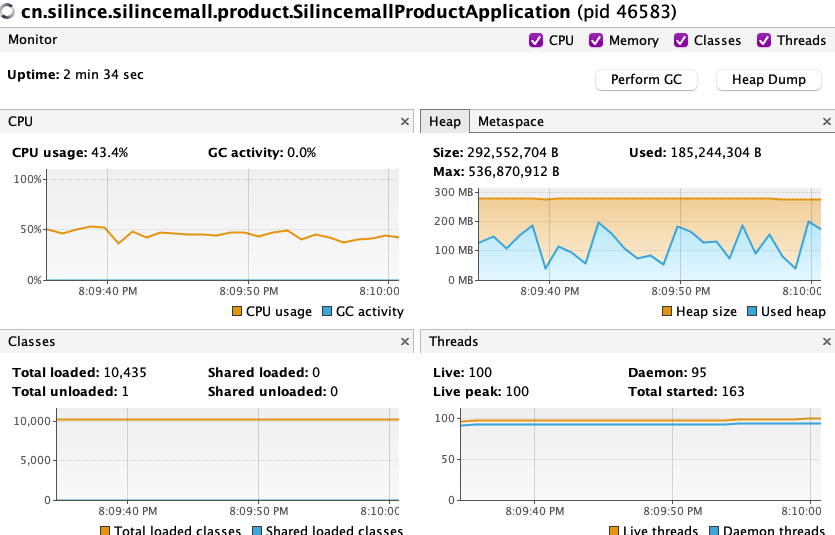 cn.silince.silincemall.product.SilincemallProductApplication (pid 46583)
Monitor
CPU Memory Classes Threads
Uptime: 2 min 34 sec
Perform GC Heap Dump
CPU
CPU usage: 43.4% GC activity: 0.0%
100%
50%
0%
8:09:40 PM 8:09:50 PM 8:10:00
CPU usage GC activity
Heap Metaspace
Size: 292,552,704 B Used: 185,244,304 B
Max: 536,870,912 B
300 MB
200 MB
100 MB
0 MB
8:09:40 PM 8:09:50 PM 8:10:00
Heap size Used heap
Classes
Total loaded: 10,435 Shared loaded: 0
Total unloaded: 1 Shared unloaded: 0
10,000
5,000
0
8:09:40 PM 8:09:50 PM 8:10:00
Total loaded classes Shared loaded classes
Threads
Live: 100 Daemon: 95
Live peak: 100 Total started: 163
100
50
0
8:09:40 PM 8:09:50 PM 8:10:00
Live threads Daemon threads